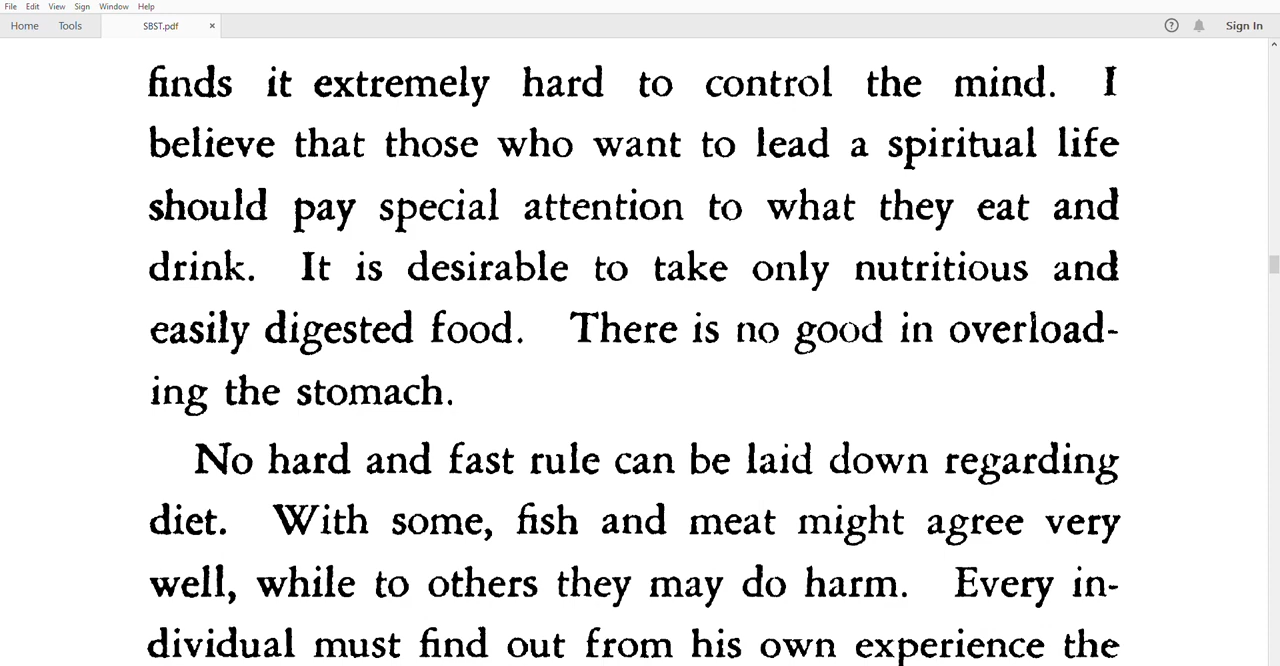 File Edit View Sign Window Help
Home Tools SBST.pdf × ? Sign In
finds it extremely hard to control the mind. I
believe that those who want to lead a spiritual life
should pay special attention to what they eat and
drink. It is desirable to take only nutritious and
easily digested food. There is no good in overload-
ing the stomach.
No hard and fast rule can be laid down regarding
diet. With some, fish and meat might agree very
well, while to others they may do harm. Every in-
dividual must find out from his own experience the